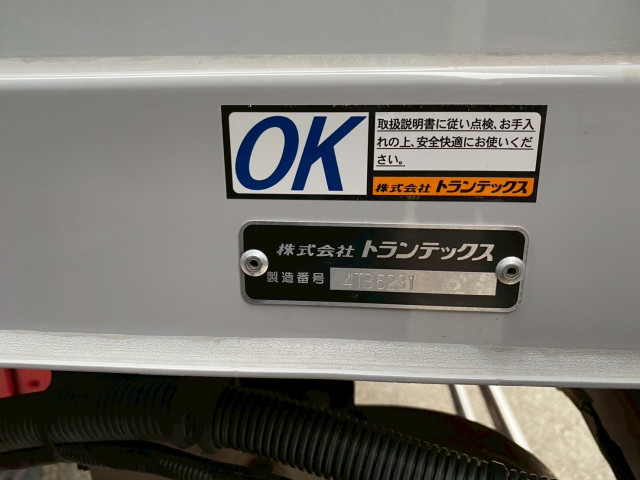 OK
取扱説明書に従い点検、お手入
れの上、安全快適にお使いくだ
さい。
株式会社 トランテックス
株式会社 トランテックス
製造番号 4T36231